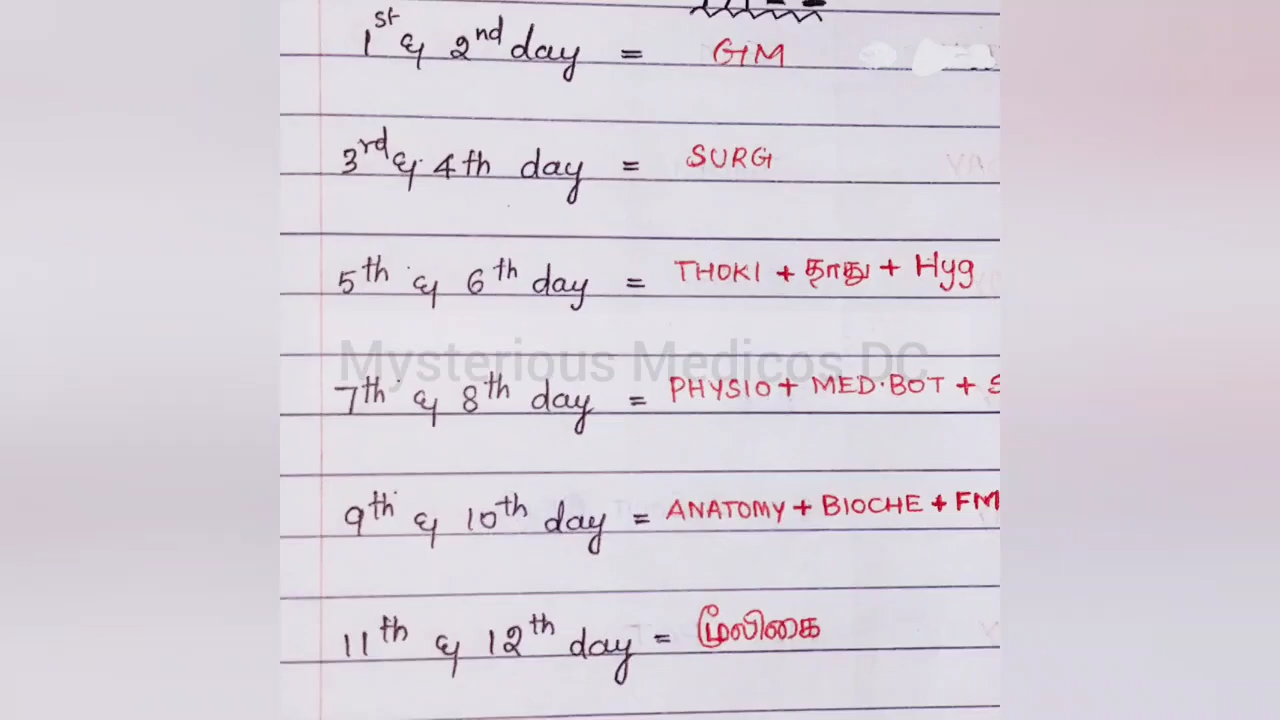 1st & 2nd day = GM
3rd & 4th day = SURG
5th & 6th day = THOKI + தாது + Hyg
Mysterious Medicos DC
7th & 8th day = PHYSIO + MED.BOT +
9th & 10th day = ANATOMY + BIOCHE + FM
11th & 12th day = மூலிகை